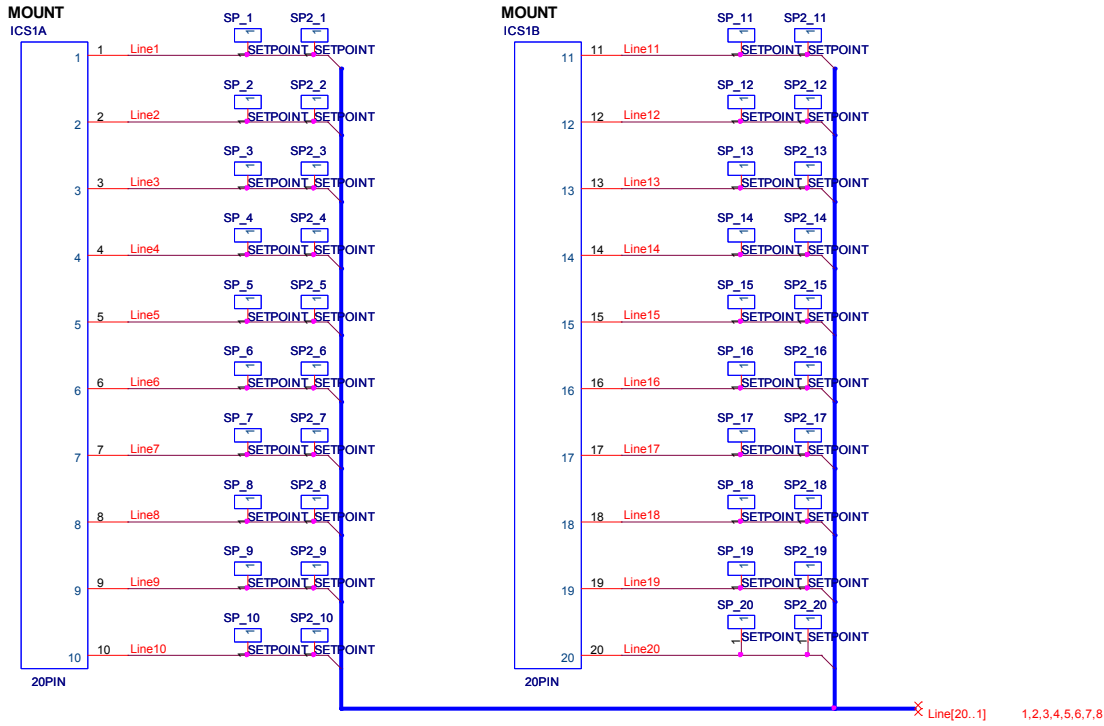 MOUNT
ICS1A
SP_1 SP2_1
1 1 Line1 SETPOINT SETPOINT
SP_2 SP2_2
2 2 Line2 SETPOINT SETPOINT
SP_3 SP2_3
3 3 Line3 SETPOINT SETPOINT
SP_4 SP2_4
4 4 Line4 SETPOINT SETPOINT
SP_5 SP2_5
5 5 Line5 SETPOINT SETPOINT
SP_6 SP2_6
6 6 Line6 SETPOINT SETPOINT
SP_7 SP2_7
7 7 Line7 SETPOINT SETPOINT
SP_8 SP2_8
8 8 Line8 SETPOINT SETPOINT
SP_9 SP2_9
9 9 Line9 SETPOINT SETPOINT
SP_10 SP2_10
10 10 Line10 SETPOINT SETPOINT
20PIN
MOUNT
ICS1B
SP_11 SP2_11
11 11 Line11 SETPOINT SETPOINT
SP_12 SP2_12
12 12 Line12 SETPOINT SETPOINT
SP_13 SP2_13
13 13 Line13 SETPOINT SETPOINT
SP_14 SP2_14
14 14 Line14 SETPOINT SETPOINT
SP_15 SP2_15
15 15 Line15 SETPOINT SETPOINT
SP_16 SP2_16
16 16 Line16 SETPOINT SETPOINT
SP_17 SP2_17
17 17 Line17 SETPOINT SETPOINT
SP_18 SP2_18
18 18 Line18 SETPOINT SETPOINT
SP_19 SP2_19
19 19 Line19 SETPOINT SETPOINT
SP_20 SP2_20
1 SETPOINT 1 SETPOINT
20 20 Line20
20PIN
Line[20..1] 1,2,3,4,5,6,7,8